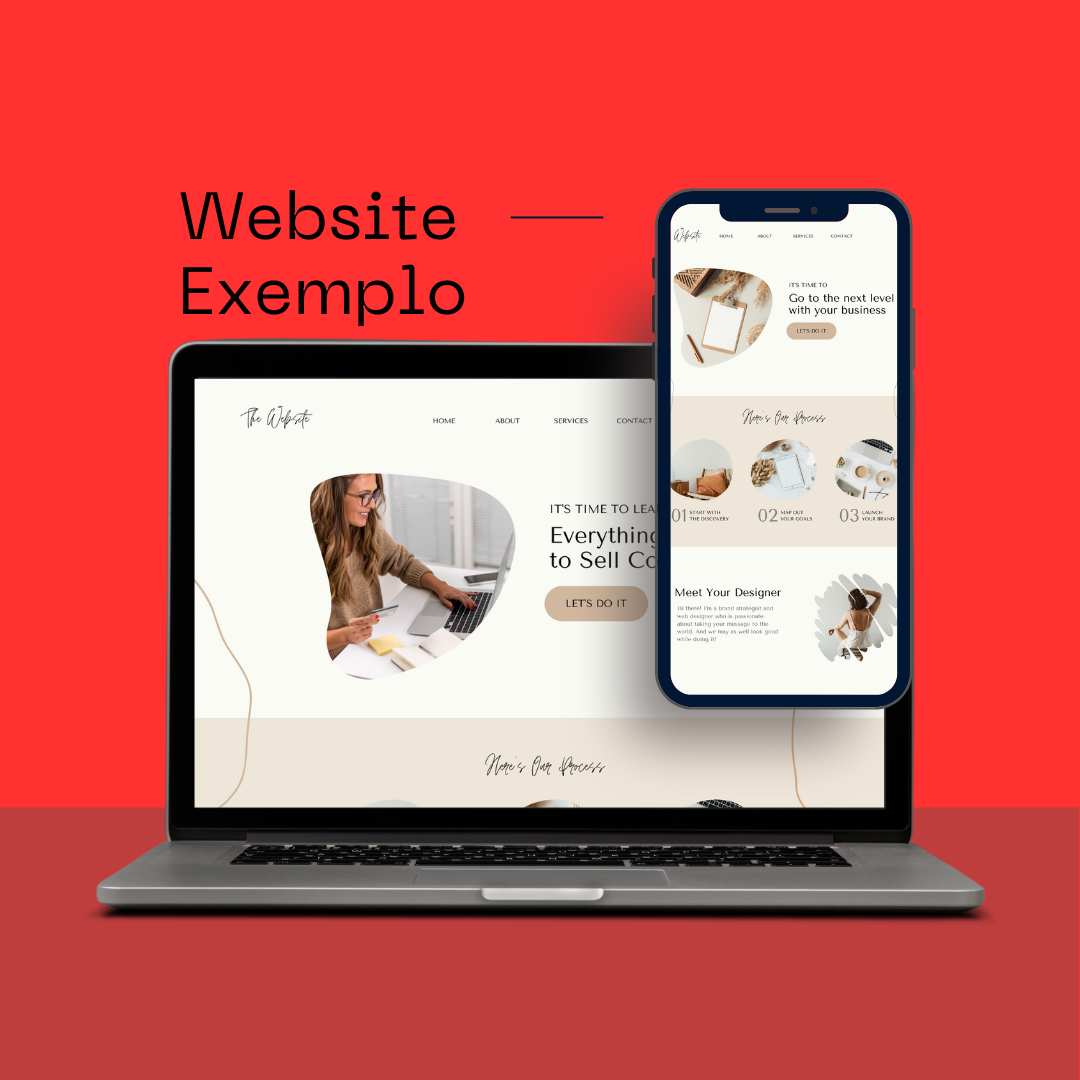 Website
Exemplo
The Website
HOME
ABOUT
SERVICES
CONTACT
IT'S TIME TO
Everything
to Sell
LET'S DO IT
Here's Our Process
Website
HOME
ABOUT
SERVICES
CONTACT
IT'S TIME TO
Go to the next level
with your business
LET'S DO IT
Here's Our Process
01 START WITH
THE DISCOVERY
02 MAP OUT
YOUR GOALS
03 LAUNCH
YOUR BRAND
Meet Your Designer
Hi there! I'm a brand strategist and
web designer who is passionate
about taking your message to the
world. And we may as well look good
while doing it!